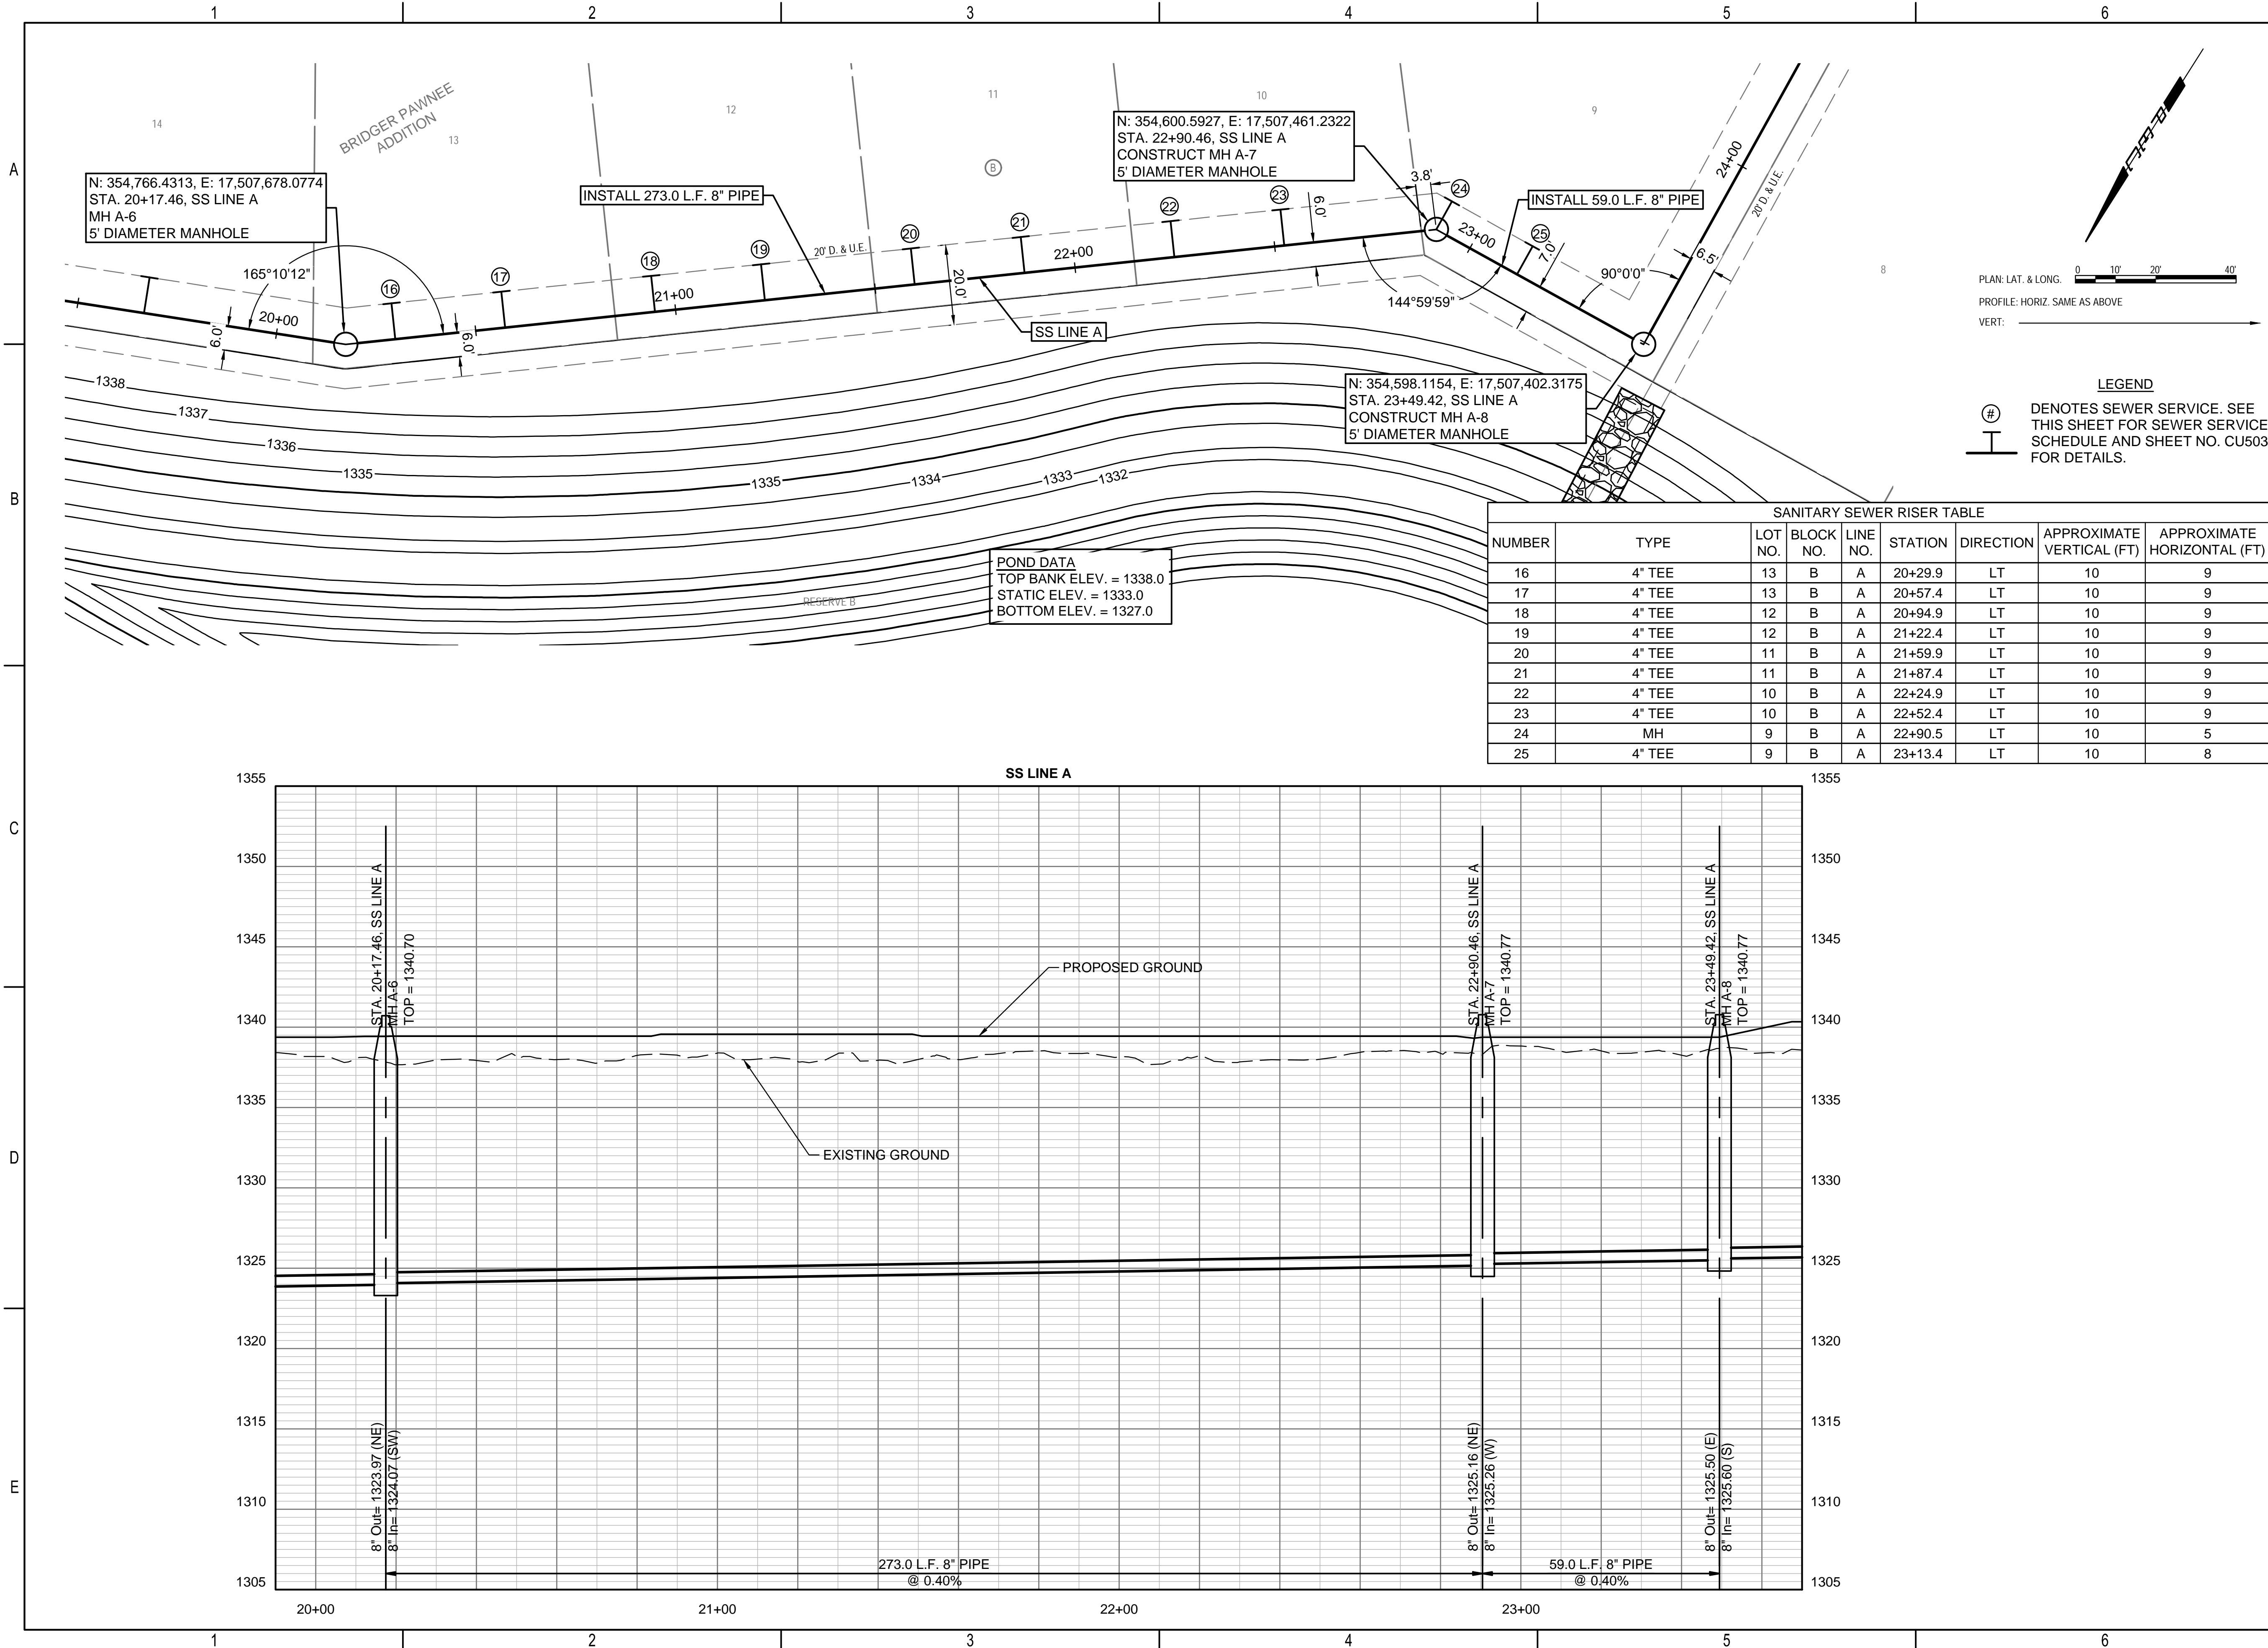 1 2 3 4 5 6
A
B
C
D
E
14
BRIDGER PAWNEE
ADDITION
13
12
11
B
10
9
8
N: 354,766.4313, E: 17,507,678.0774
STA. 20+17.46, SS LINE A
MH A-6
5' DIAMETER MANHOLE
INSTALL 273.0 L.F. 8" PIPE
N: 354,600.5927, E: 17,507,461.2322
STA. 22+90.46, SS LINE A
CONSTRUCT MH A-7
5' DIAMETER MANHOLE
INSTALL 59.0 L.F. 8" PIPE
3.8'
24
25
23
22
21
20
19
18
17
16
6.0'
7.0'
6.5'
24+00
20' D. & U.E.
23+00
90°0'0"
144°59'59"
22+00
20' D. & U.E.
20.0'
21+00
165°10'12"
20+00
6.0'
6.0'
SS LINE A
N: 354,598.1154, E: 17,507,402.3175
STA. 23+49.42, SS LINE A
CONSTRUCT MH A-8
5' DIAMETER MANHOLE
1338
1337
1336
1335
1335
1334
1333
1332
RESERVE B
POND DATA
TOP BANK ELEV. = 1338.0
STATIC ELEV. = 1333.0
BOTTOM ELEV. = 1327.0
PLAN: LAT. & LONG. 0 10' 20' 40'
PROFILE: HORIZ. SAME AS ABOVE
VERT:
LEGEND
#
DENOTES SEWER SERVICE. SEE
THIS SHEET FOR SEWER SERVICE
SCHEDULE AND SHEET NO. CU503
FOR DETAILS.
SANITARY SEWER RISER TABLE
NUMBER TYPE LOT NO. BLOCK NO. LINE NO. STATION DIRECTION APPROXIMATE VERTICAL (FT) APPROXIMATE HORIZONTAL (FT)
16 4" TEE 13 B A 20+29.9 LT 10 9
17 4" TEE 13 B A 20+57.4 LT 10 9
18 4" TEE 12 B A 20+94.9 LT 10 9
19 4" TEE 12 B A 21+22.4 LT 10 9
20 4" TEE 11 B A 21+59.9 LT 10 9
21 4" TEE 11 B A 21+87.4 LT 10 9
22 4" TEE 10 B A 22+24.9 LT 10 9
23 4" TEE 10 B A 22+52.4 LT 10 9
24 MH 9 B A 22+90.5 LT 10 5
25 4" TEE 9 B A 23+13.4 LT 10 8
SS LINE A
1355 1355
1350 1350
1345 1345
1340 1340
1335 1335
1330 1330
1325 1325
1320 1320
1315 1315
1310 1310
1305 1305
STA. 20+17.46, SS LINE A
MH A-6
TOP = 1340.70
STA. 22+90.46, SS LINE A
MH A-7
TOP = 1340.77
STA. 23+49.42, SS LINE A
MH A-8
TOP = 1340.77
PROPOSED GROUND
EXISTING GROUND
8" Out= 1323.97 (NE)
8" In= 1324.07 (SW)
8" Out= 1325.16 (NE)
8" In= 1325.26 (W)
8" Out= 1325.50 (E)
8" In= 1325.60 (S)
273.0 L.F. 8" PIPE
@ 0.40%
59.0 L.F. 8" PIPE
@ 0.40%
20+00 21+00 22+00 23+00
1 2 3 4 5 6